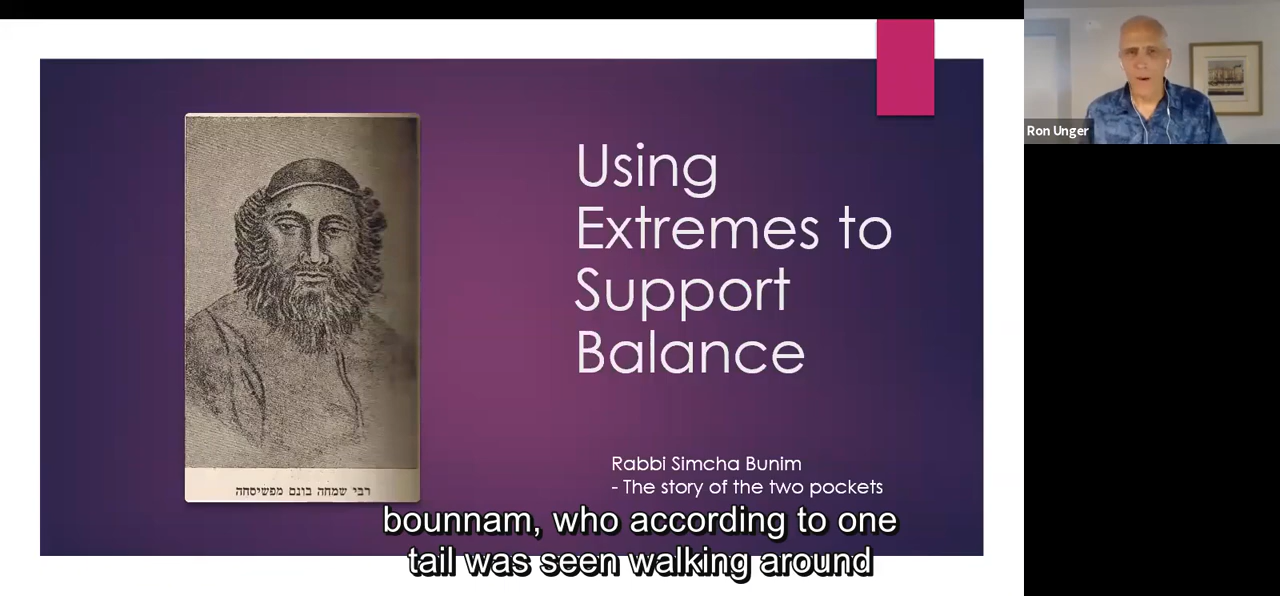 Using
Extremes to
Support
Balance
Rabbi Simcha Bunim
- The story of the two pockets
רבי שמחה בונם מפשיסחה
bounnam, who according to one
tail was seen walking around
Ron Unger